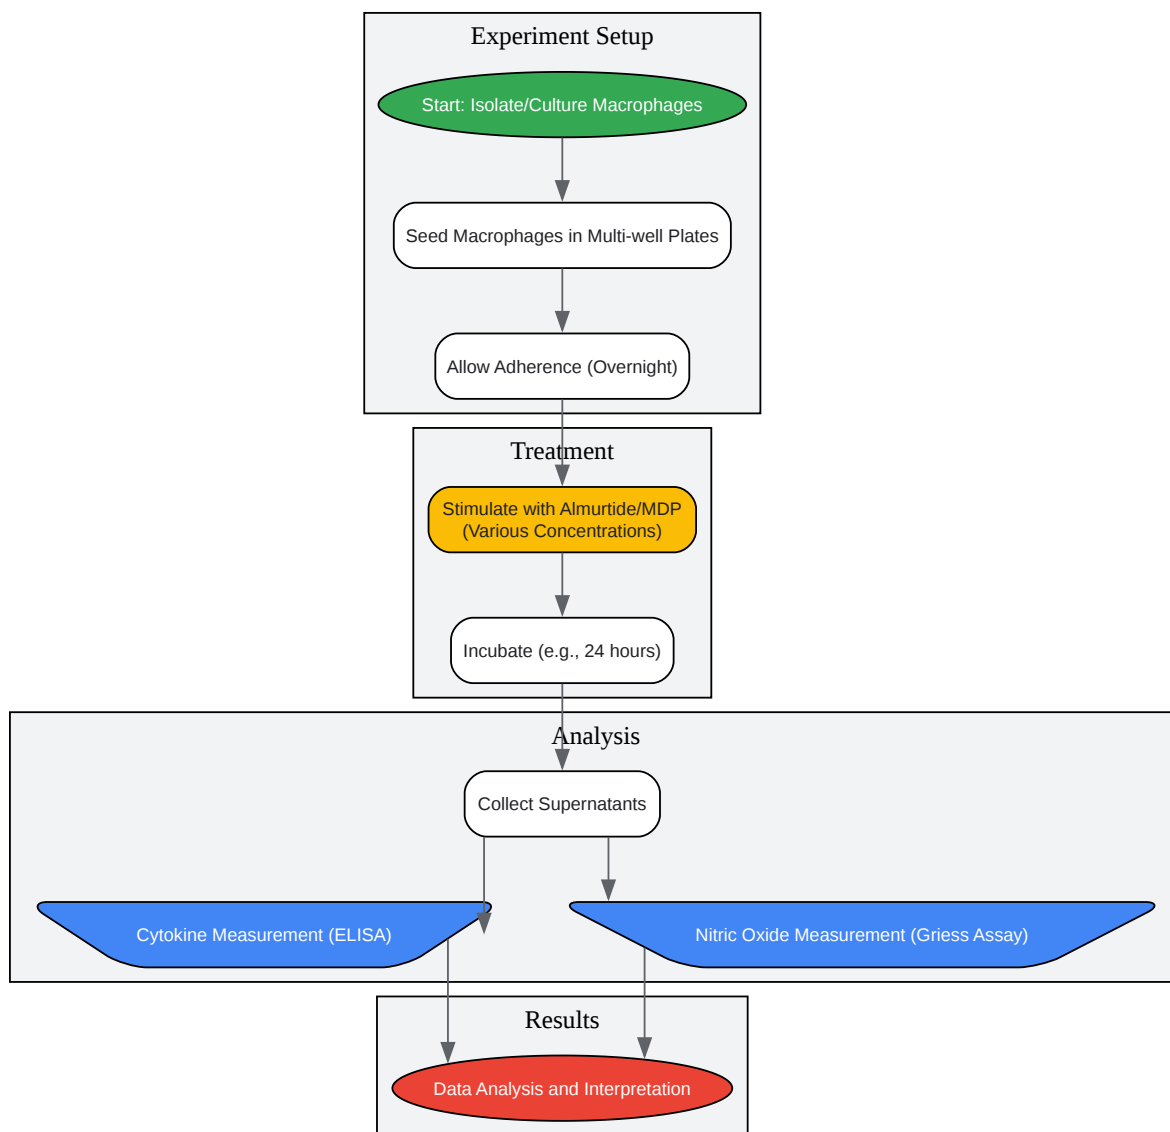 Experiment Setup
Start: Isolate/Culture Macrophages
Seed Macrophages in Multi-well Plates
Allow Adherence (Overnight)
Treatment
Stimulate with Almurtide/MDP
(Various Concentrations)
Incubate (e.g., 24 hours)
Analysis
Collect Supernatants
Cytokine Measurement (ELISA)
Nitric Oxide Measurement (Griess Assay)
Results
Data Analysis and Interpretation